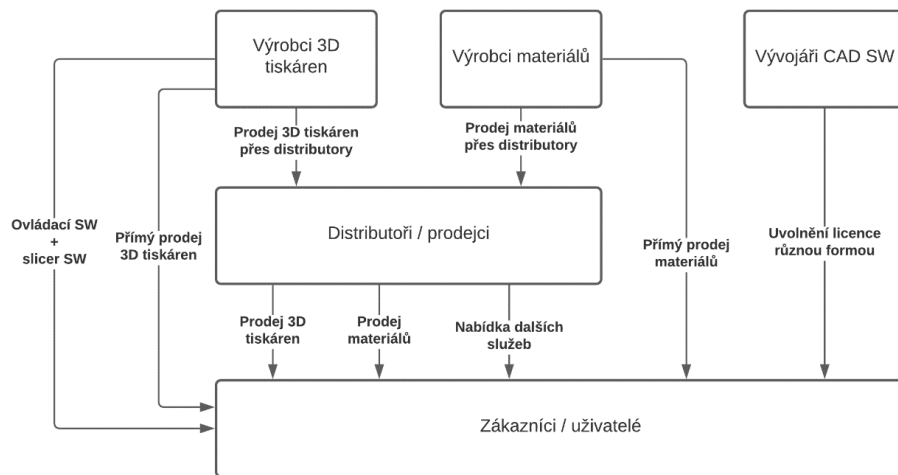 Výrobci 3D
tiskáren
Výrobci materiálů
Vývojáři CAD SW
Prodej 3D tiskáren
přes distributory
Prodej materiálů
přes distributory
Ovládací SW
+
slicer SW
Přímý prodej
3D tiskáren
Distributoři / prodejci
Přímý prodej
materiálů
Uvolnění licence
různou formou
Prodej 3D
tiskáren
Prodej
materiálů
Nabídka dalších
služeb
Zákazníci / uživatelé